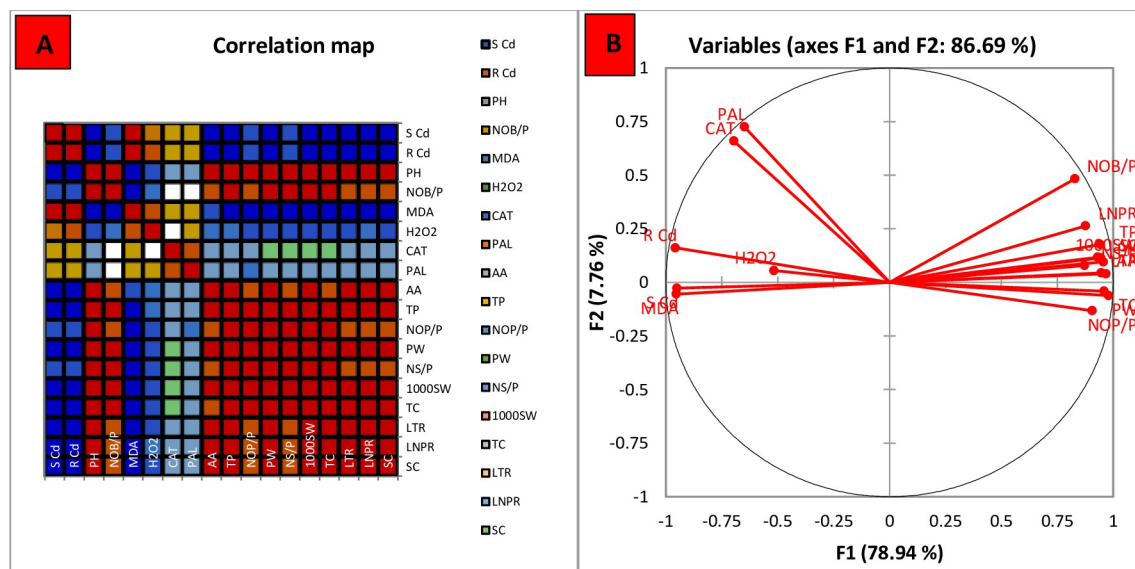 A
Correlation map
S Cd
R Cd
PH
NOB/P
MDA
H2O2
CAT
PAL
AA
TP
NOP/P
PW
NS/P
1000SW
TC
LTR
LNPR
SC
S Cd
R Cd
PH
NOB/P
MDA
H2O2
CAT
PAL
AA
TP
NOP/P
PW
NS/P
1000SW
TC
LTR
LNPR
SC
S Cd
R Cd
PH
NOB/P
MDA
H2O2
CAT
PAL
AA
TP
NOP/P
PW
NS/P
1000SW
TC
LTR
LNPR
SC
B
Variables (axes F1 and F2: 86.69 %)
F2 (7.76 %)
1
0.75
0.5
0.25
0
-0.25
-0.5
-0.75
-1
PAL
CAT
NOB/P
LNPR
TP
R Cd
H2O2
1000SW
S Cd
MDA
TC
PW
NOP/P
-1
-0.75
-0.5
-0.25
0
0.25
0.5
0.75
1
F1 (78.94 %)